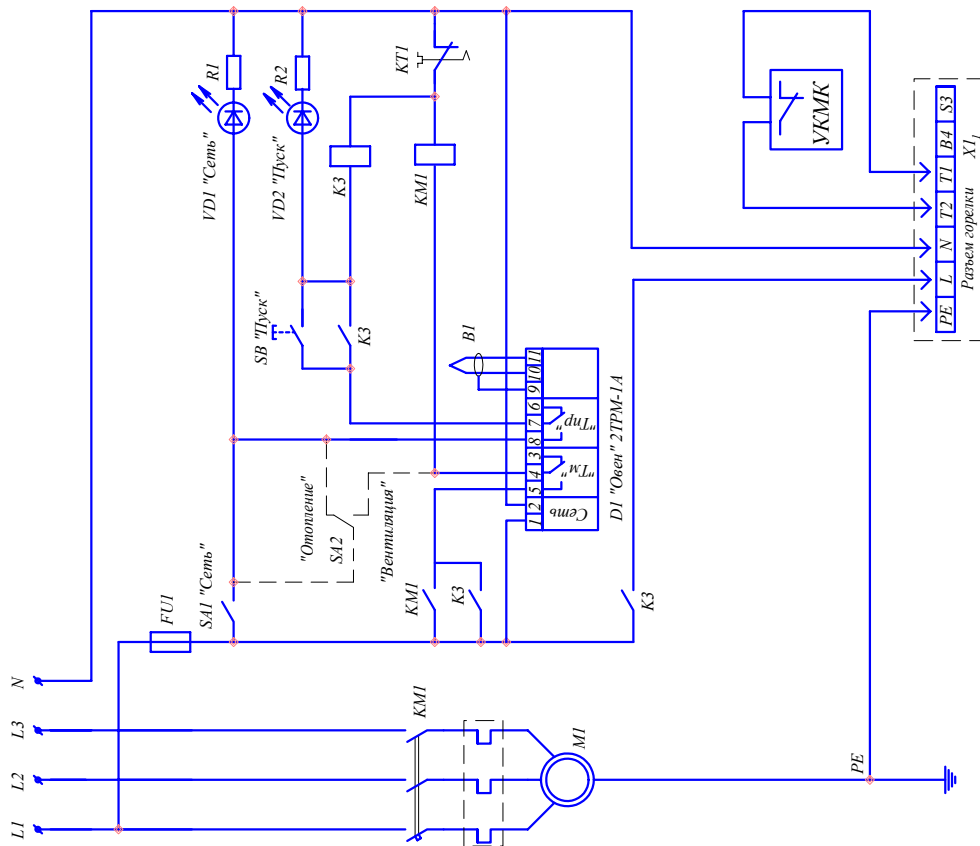 L1
L2
L3
N
FU1
SA1 "Сеть"
VD1 "Сеть"
R1
"Отопление"
SA2
"Вентиляция"
SB "Пуск"
VD2 "Пуск"
R2
K3
K3
KM1
KT1
KM1
KM1
K3
B1
1
2
5
4
3
8
7
6
9
10
11
Сеть
"Тм"
"Тпр"
D1 "Овен" 2ТРМ-1А
K3
M1
PE
УКМК
PE
L
N
T2
T1
B4
S3
Разъем горелки
X1₁